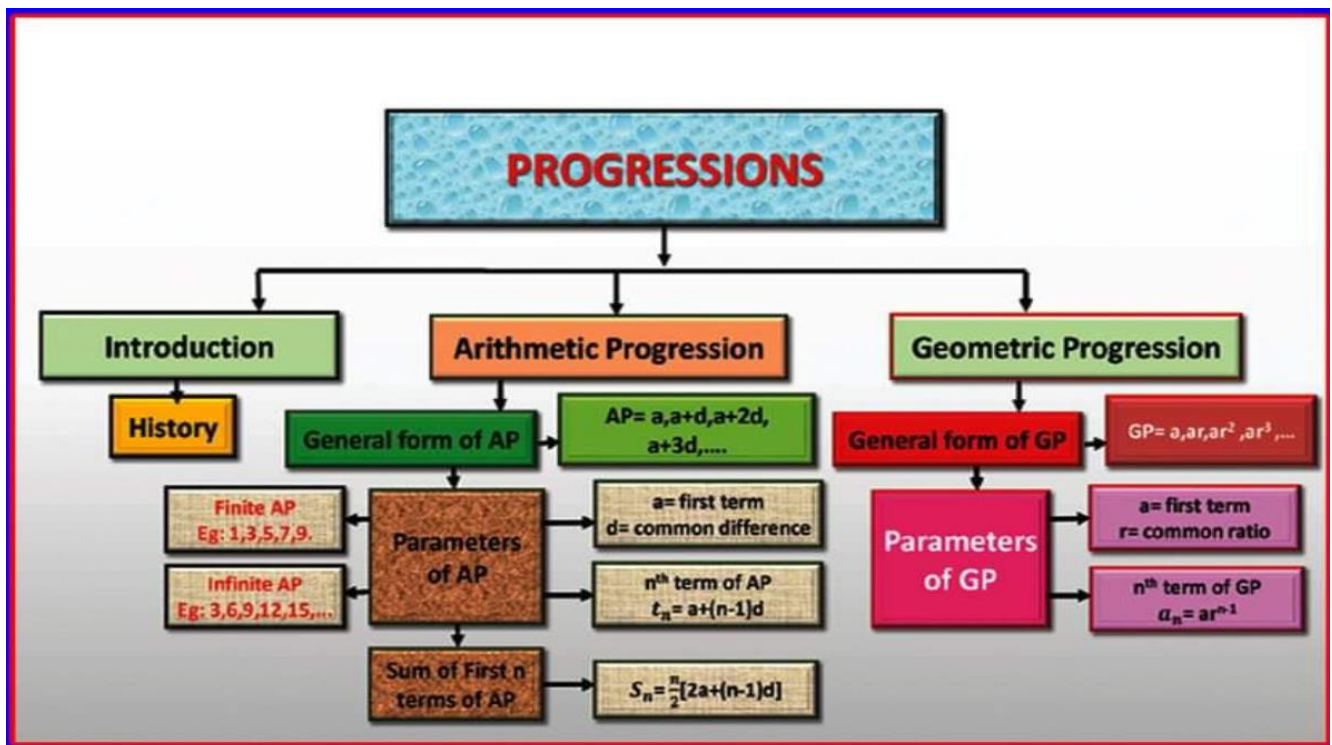 PROGRESSIONS
Introduction
Arithmetic Progression
Geometric Progression
History
General form of AP
AP= a,a+d,a+2d,
a+3d,....
General form of GP
GP= a,ar,ar² ,ar³ ,...
Finite AP
Eg: 1,3,5,7,9.
Infinite AP
Eg: 3,6,9,12,15,...
Parameters
of AP
a= first term
d= common difference
nᵗʰ term of AP
tₙ= a+(n-1)d
Parameters
of GP
a= first term
r= common ratio
nᵗʰ term of GP
aₙ= arⁿ⁻¹
Sum of First n
terms of AP
Sₙ= n/2[2a+(n-1)d]